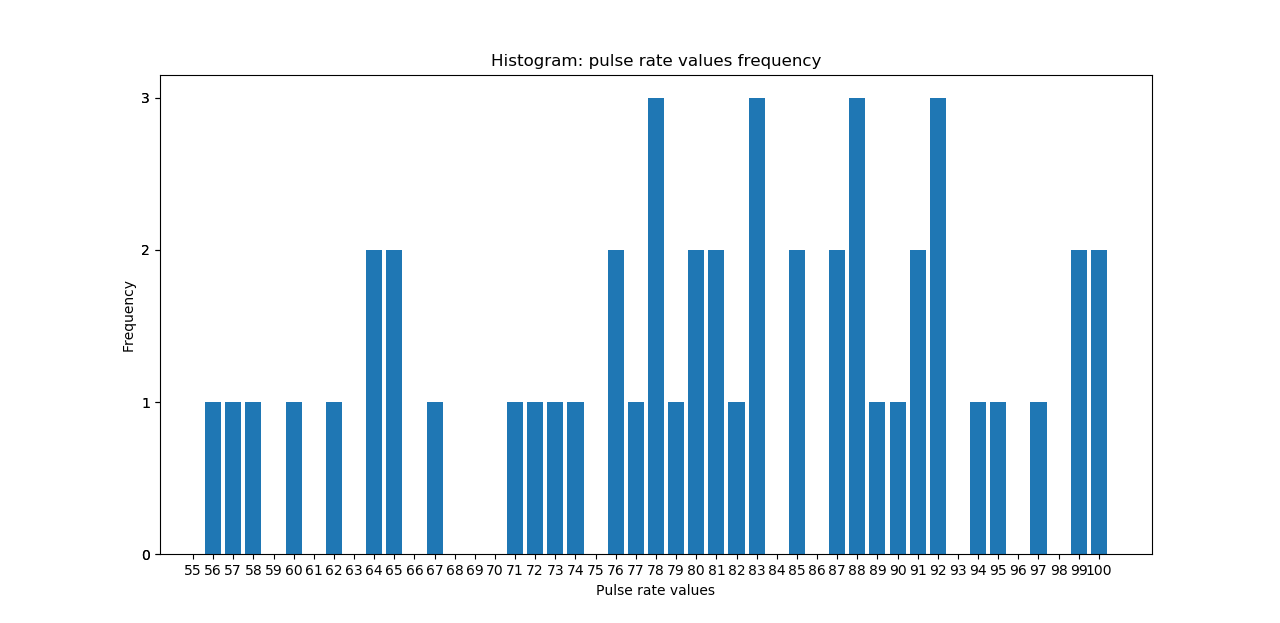 Histogram: pulse rate values frequency
3
2
1
0
Frequency
55 56 57 58 59 60 61 62 63 64 65 66 67 68 69 70 71 72 73 74 75 76 77 78 79 80 81 82 83 84 85 86 87 88 89 90 91 92 93 94 95 96 97 98 99 100
Pulse rate values